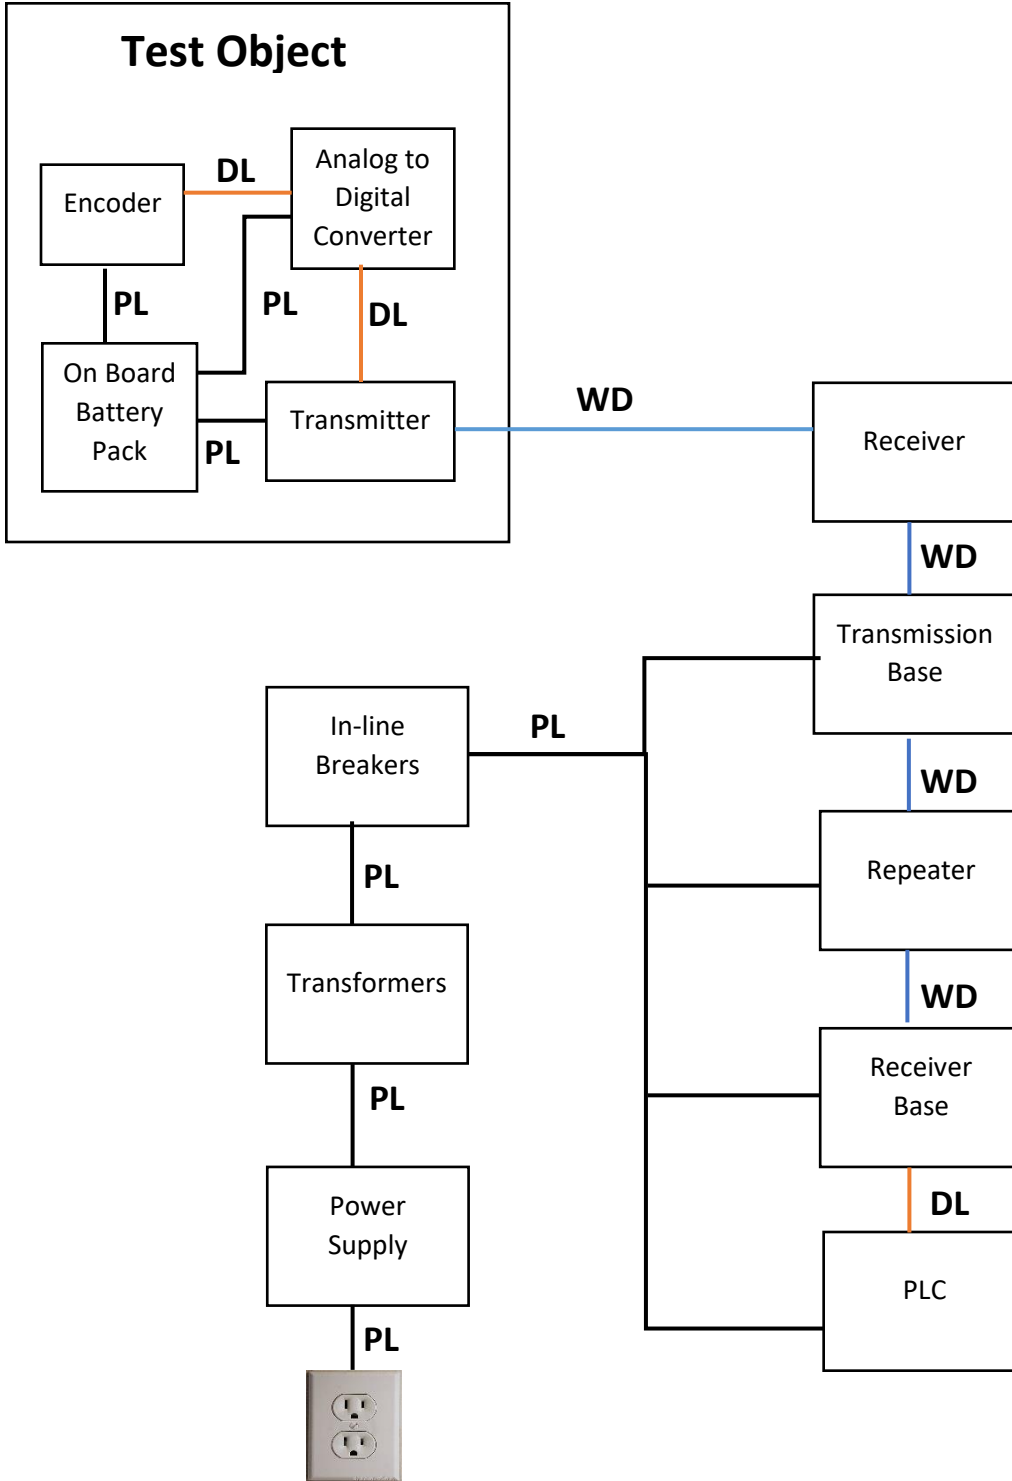 Test Object
Analog to
Digital
Converter
DL
Encoder
PL
PL
DL
On Board
Battery
Pack
PL
Transmitter
WD
Receiver
WD
Transmission
Base
In-line
Breakers
PL
WD
Repeater
PL
Transformers
WD
Receiver
Base
PL
Power
Supply
DL
PLC
PL